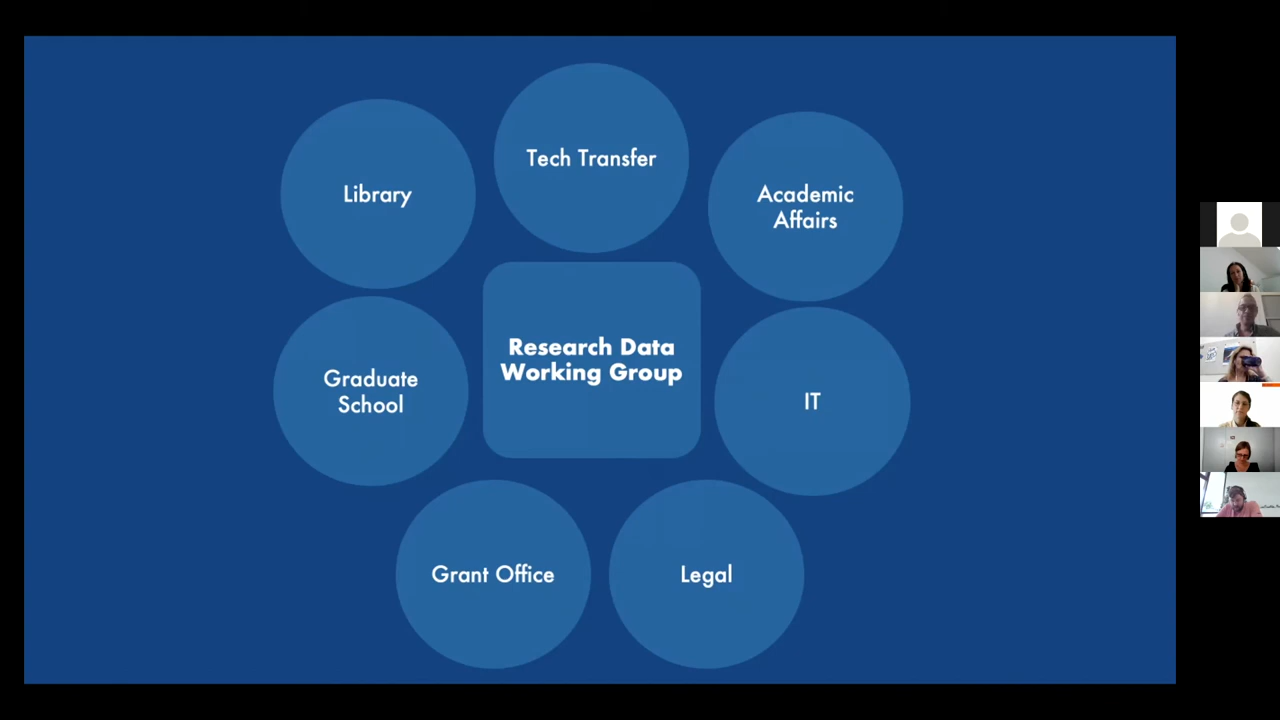 Tech Transfer
Library
Academic
Affairs
Research Data
Working Group
Graduate
School
IT
Grant Office
Legal